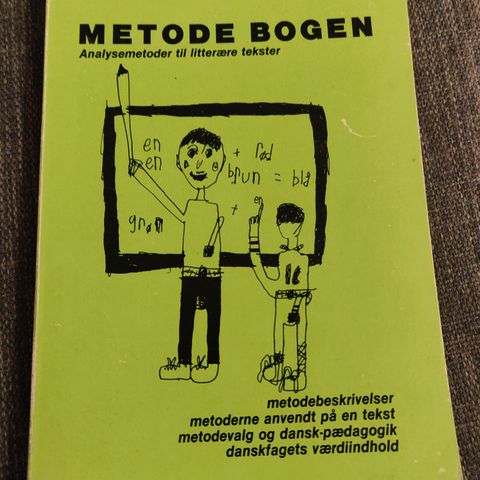 METODE BOGEN
Analysemetoder til litterære tekster
en + rød
en brun = blå
grøn +
metodebeskrivelser
metoderne anvendt på en tekst
metodevalg og dansk-pædagogik
danskfagets værdiindhold